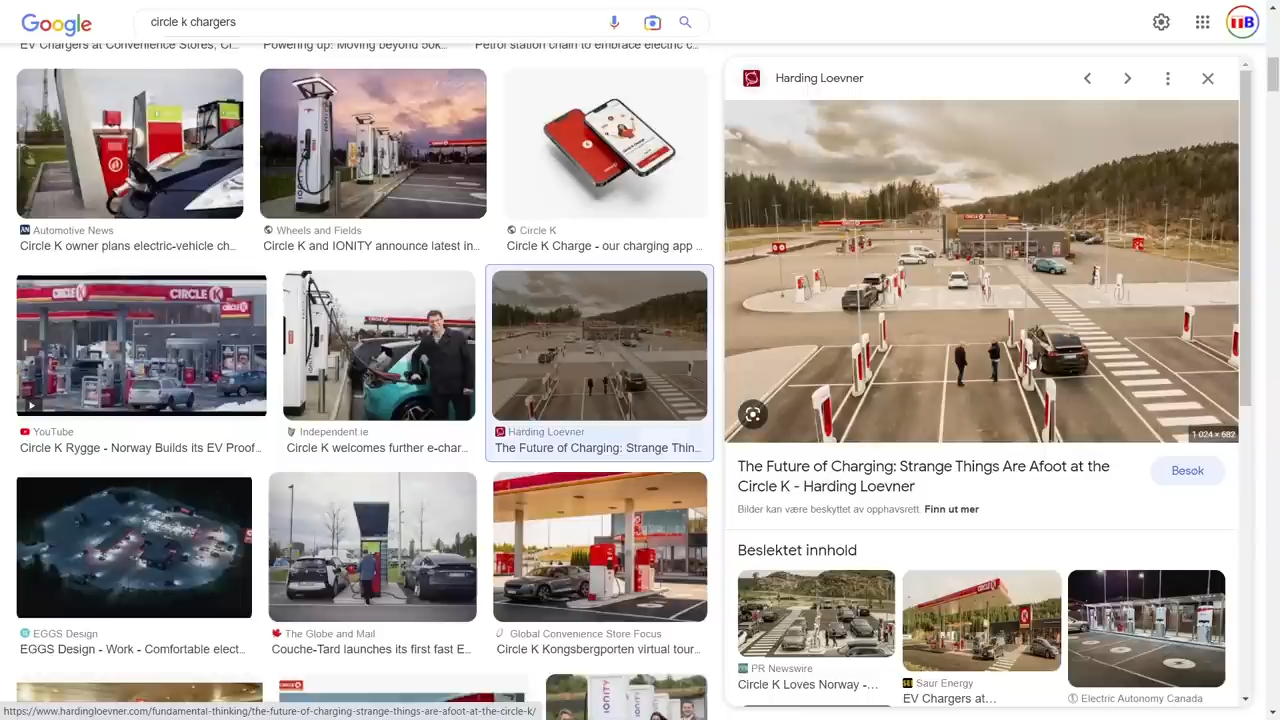 Google
circle k chargers
EV Chargers at Convenience Stores, Ci...
Powering up: Moving beyond 50k...
Petrol station chain to embrace electric c...
Automotive News
Circle K owner plans electric-vehicle ch...
Wheels and Fields
Circle K and IONITY announce latest in...
Circle K
Circle K Charge - our charging app ...
YouTube
Circle K Rygge - Norway Builds its EV Proof...
Independent.ie
Circle K welcomes further e-char...
Harding Loevner
The Future of Charging: Strange Thin...
EGGS Design
EGGS Design - Work - Comfortable elect...
The Globe and Mail
Couche-Tard launches its first fast E...
Global Convenience Store Focus
Circle K Kongsbergporten virtual tour...
https://www.hardingloevner.com/fundamental-thinking/the-future-of-charging-strange-things-are-afoot-at-the-circle-k/
Harding Loevner
1 024 × 682
The Future of Charging: Strange Things Are Afoot at the
Circle K - Harding Loevner
Besøk
Bilder kan være beskyttet av opphavsrett. Finn ut mer
Beslektet innhold
PR Newswire
Circle K Loves Norway -...
Saur Energy
EV Chargers at...
Electric Autonomy Canada
CIRCLE K
CIRCLE K
IONITY
IONITY